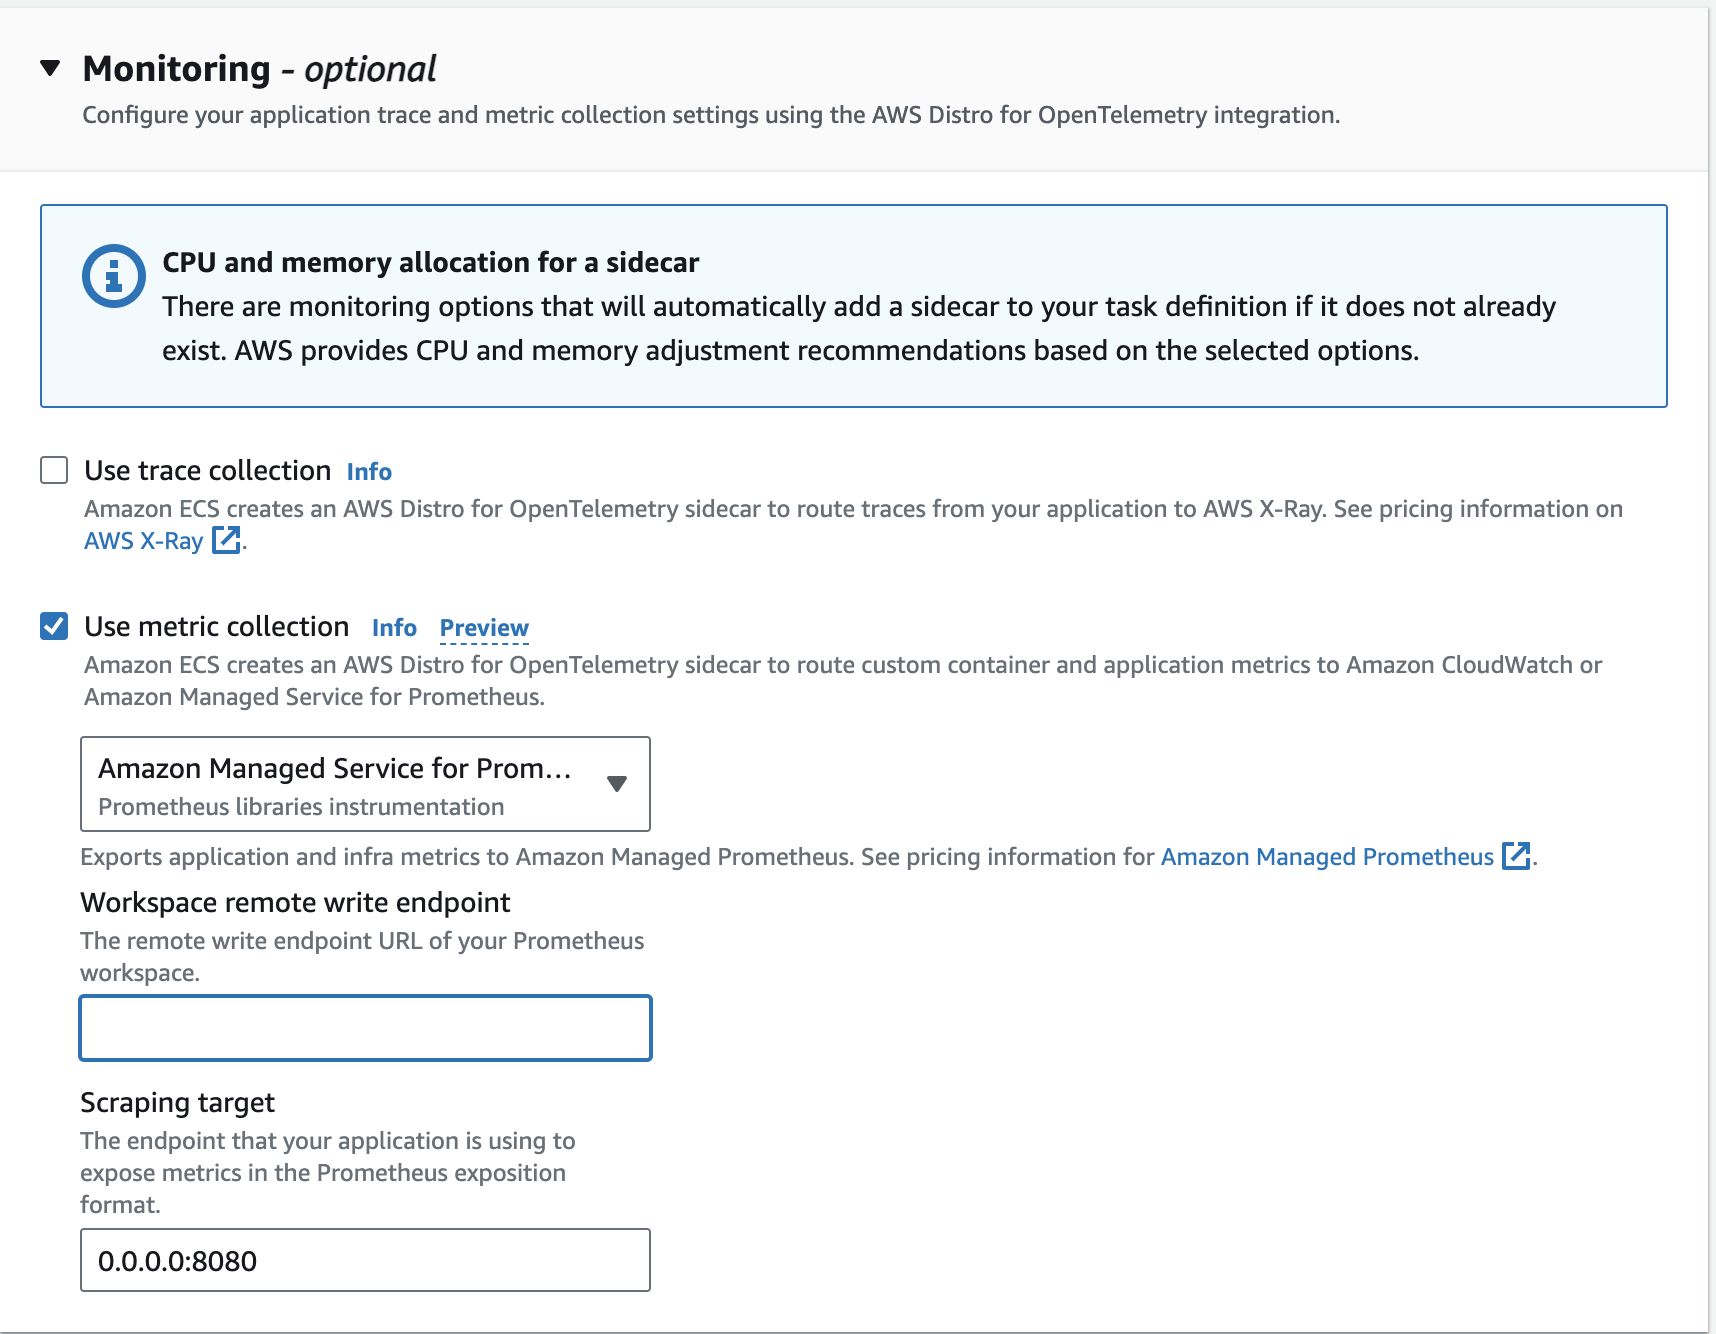 Monitoring - optional
Configure your application trace and metric collection settings using the AWS Distro for OpenTelemetry integration.
CPU and memory allocation for a sidecar
There are monitoring options that will automatically add a sidecar to your task definition if it does not already
exist. AWS provides CPU and memory adjustment recommendations based on the selected options.
Use trace collection Info
Amazon ECS creates an AWS Distro for OpenTelemetry sidecar to route traces from your application to AWS X-Ray. See pricing information on
AWS X-Ray.
Use metric collection Info Preview
Amazon ECS creates an AWS Distro for OpenTelemetry sidecar to route custom container and application metrics to Amazon CloudWatch or
Amazon Managed Service for Prometheus.
Amazon Managed Service for Prom...
Prometheus libraries instrumentation
Exports application and infra metrics to Amazon Managed Prometheus. See pricing information for Amazon Managed Prometheus.
Workspace remote write endpoint
The remote write endpoint URL of your Prometheus
workspace.
Scraping target
The endpoint that your application is using to
expose metrics in the Prometheus exposition
format.
0.0.0.0:8080